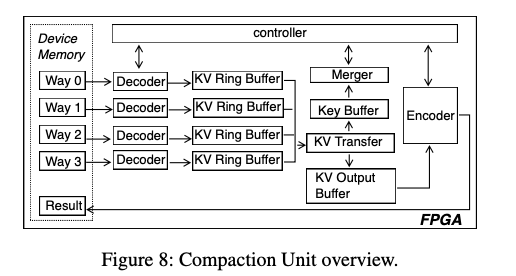 controller
Device
Memory
Way 0
Decoder
KV Ring Buffer
Way 1
Decoder
KV Ring Buffer
Way 2
Decoder
KV Ring Buffer
Way 3
Decoder
KV Ring Buffer
Merger
Key Buffer
KV Transfer
KV Output
Buffer
Encoder
Result
FPGA
Figure 8: Compaction Unit overview.